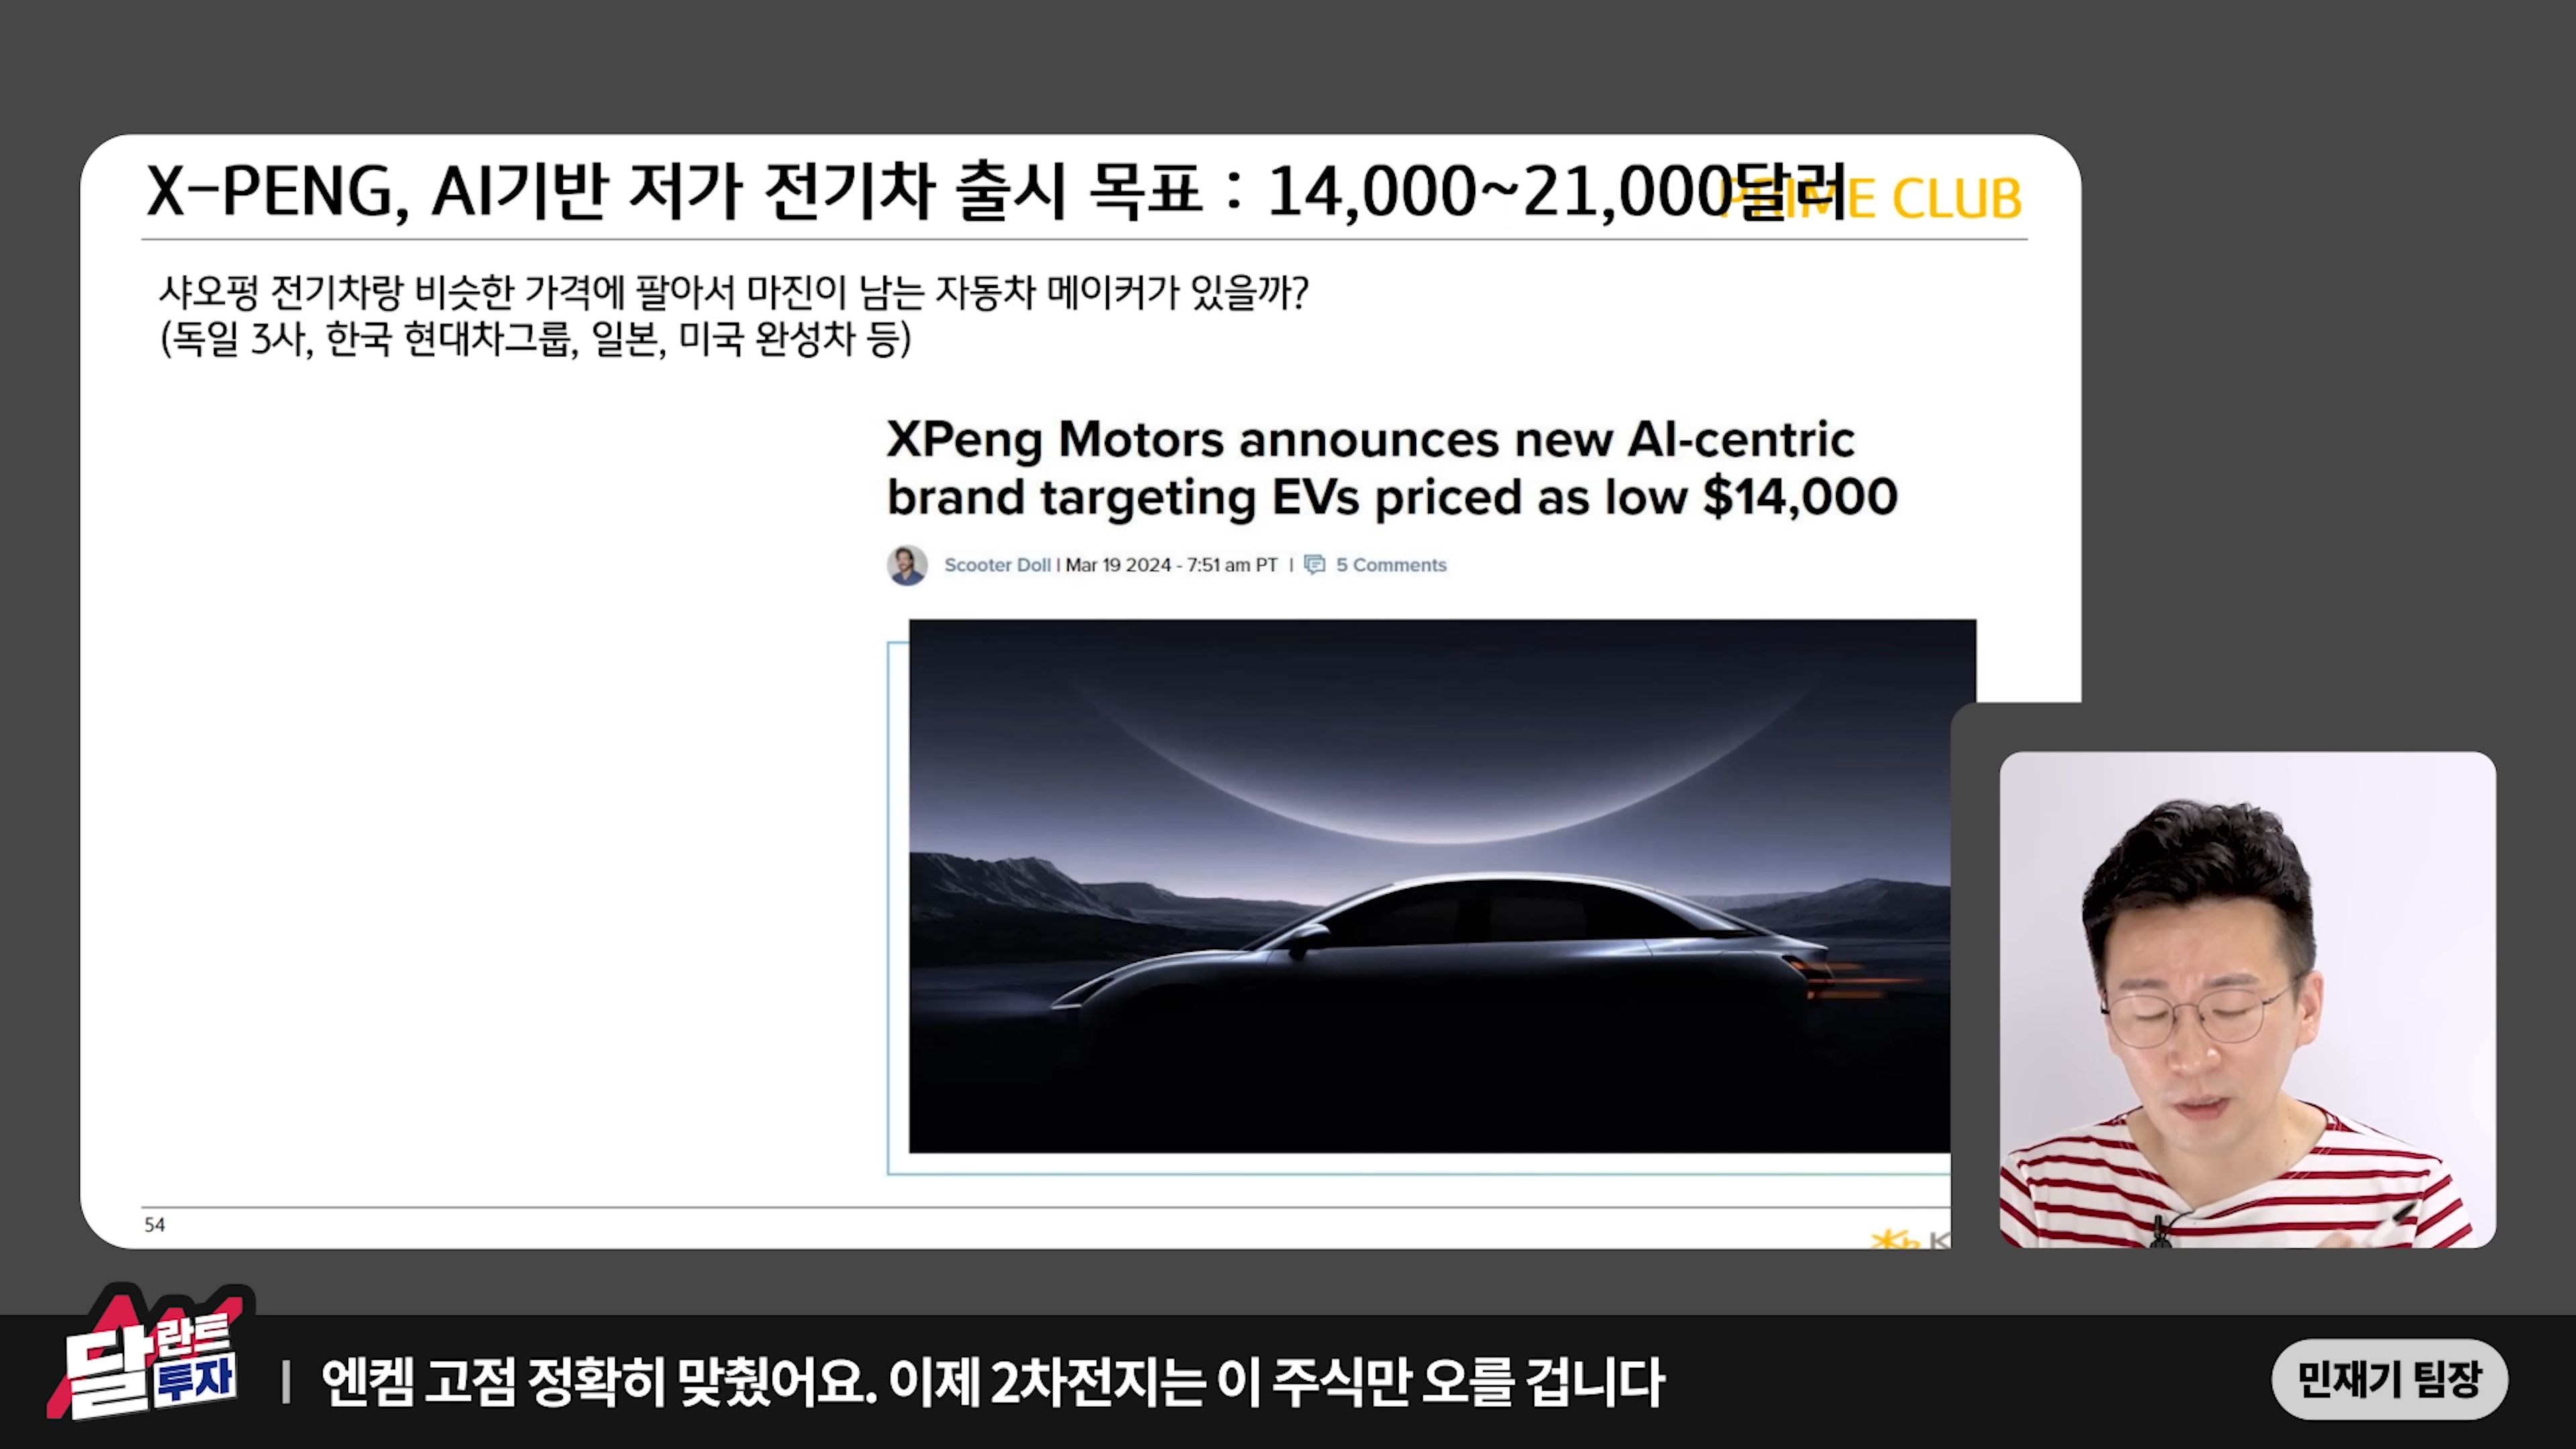 X-PENG, AI기반 저가 전기차 출시 목표 : 14,000~21,000달러
PRIME CLUB
샤오펑 전기차랑 비슷한 가격에 팔아서 마진이 남는 자동차 메이커가 있을까?
(독일 3사, 한국 현대차그룹, 일본, 미국 완성차 등)
XPeng Motors announces new AI-centric
brand targeting EVs priced as low $14,000
Scooter Doll | Mar 19 2024 - 7:51 am PT | 5 Comments
54
달란트
투자
엔켐 고점 정확히 맞췄어요. 이제 2차전지는 이 주식만 오를 겁니다
민재기 팀장